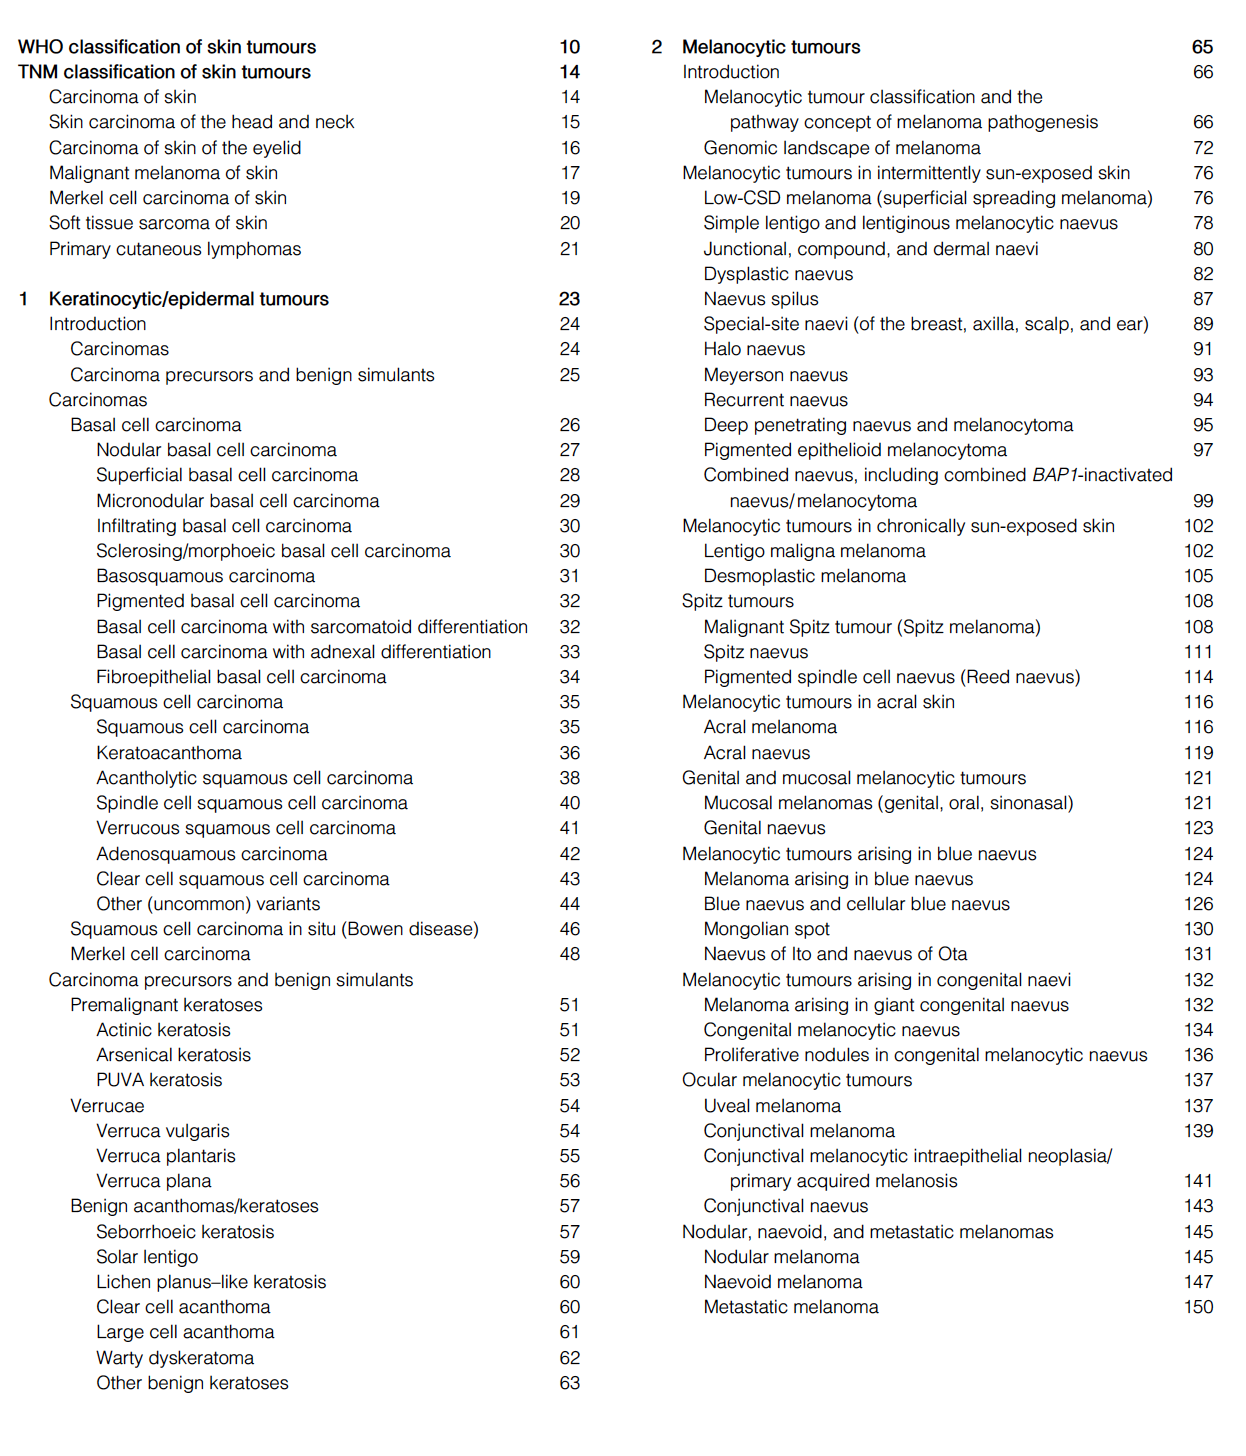 WHO classification of skin tumours 10
TNM classification of skin tumours 14
Carcinoma of skin 14
Skin carcinoma of the head and neck 15
Carcinoma of skin of the eyelid 16
Malignant melanoma of skin 17
Merkel cell carcinoma of skin 19
Soft tissue sarcoma of skin 20
Primary cutaneous lymphomas 21
1 Keratinocytic/epidermal tumours 23
Introduction 24
Carcinomas 24
Carcinoma precursors and benign simulants 25
Carcinomas
Basal cell carcinoma 26
Nodular basal cell carcinoma 27
Superficial basal cell carcinoma 28
Micronodular basal cell carcinoma 29
Infiltrating basal cell carcinoma 30
Sclerosing/morphoeic basal cell carcinoma 30
Basosquamous carcinoma 31
Pigmented basal cell carcinoma 32
Basal cell carcinoma with sarcomatoid differentiation 32
Basal cell carcinoma with adnexal differentiation 33
Fibroepithelial basal cell carcinoma 34
Squamous cell carcinoma 35
Squamous cell carcinoma 35
Keratoacanthoma 36
Acantholytic squamous cell carcinoma 38
Spindle cell squamous cell carcinoma 40
Verrucous squamous cell carcinoma 41
Adenosquamous carcinoma 42
Clear cell squamous cell carcinoma 43
Other (uncommon) variants 44
Squamous cell carcinoma in situ (Bowen disease) 46
Merkel cell carcinoma 48
Carcinoma precursors and benign simulants
Premalignant keratoses 51
Actinic keratosis 51
Arsenical keratosis 52
PUVA keratosis 53
Verrucae 54
Verruca vulgaris 54
Verruca plantaris 55
Verruca plana 56
Benign acanthomas/keratoses 57
Seborrhoeic keratosis 57
Solar lentigo 59
Lichen planus–like keratosis 60
Clear cell acanthoma 60
Large cell acanthoma 61
Warty dyskeratoma 62
Other benign keratoses 63
2 Melanocytic tumours 65
Introduction 66
Melanocytic tumour classification and the
pathway concept of melanoma pathogenesis 66
Genomic landscape of melanoma 72
Melanocytic tumours in intermittently sun-exposed skin 76
Low-CSD melanoma (superficial spreading melanoma) 76
Simple lentigo and lentiginous melanocytic naevus 78
Junctional, compound, and dermal naevi 80
Dysplastic naevus 82
Naevus spilus 87
Special-site naevi (of the breast, axilla, scalp, and ear) 89
Halo naevus 91
Meyerson naevus 93
Recurrent naevus 94
Deep penetrating naevus and melanocytoma 95
Pigmented epithelioid melanocytoma 97
Combined naevus, including combined BAP1-inactivated
naevus/melanocytoma 99
Melanocytic tumours in chronically sun-exposed skin 102
Lentigo maligna melanoma 102
Desmoplastic melanoma 105
Spitz tumours 108
Malignant Spitz tumour (Spitz melanoma) 108
Spitz naevus 111
Pigmented spindle cell naevus (Reed naevus) 114
Melanocytic tumours in acral skin 116
Acral melanoma 116
Acral naevus 119
Genital and mucosal melanocytic tumours 121
Mucosal melanomas (genital, oral, sinonasal) 121
Genital naevus 123
Melanocytic tumours arising in blue naevus 124
Melanoma arising in blue naevus 124
Blue naevus and cellular blue naevus 126
Mongolian spot 130
Naevus of Ito and naevus of Ota 131
Melanocytic tumours arising in congenital naevi 132
Melanoma arising in giant congenital naevus 132
Congenital melanocytic naevus 134
Proliferative nodules in congenital melanocytic naevus 136
Ocular melanocytic tumours 137
Uveal melanoma 137
Conjunctival melanoma 139
Conjunctival melanocytic intraepithelial neoplasia/
primary acquired melanosis 141
Conjunctival naevus 143
Nodular, naevoid, and metastatic melanomas 145
Nodular melanoma 145
Naevoid melanoma 147
Metastatic melanoma 150